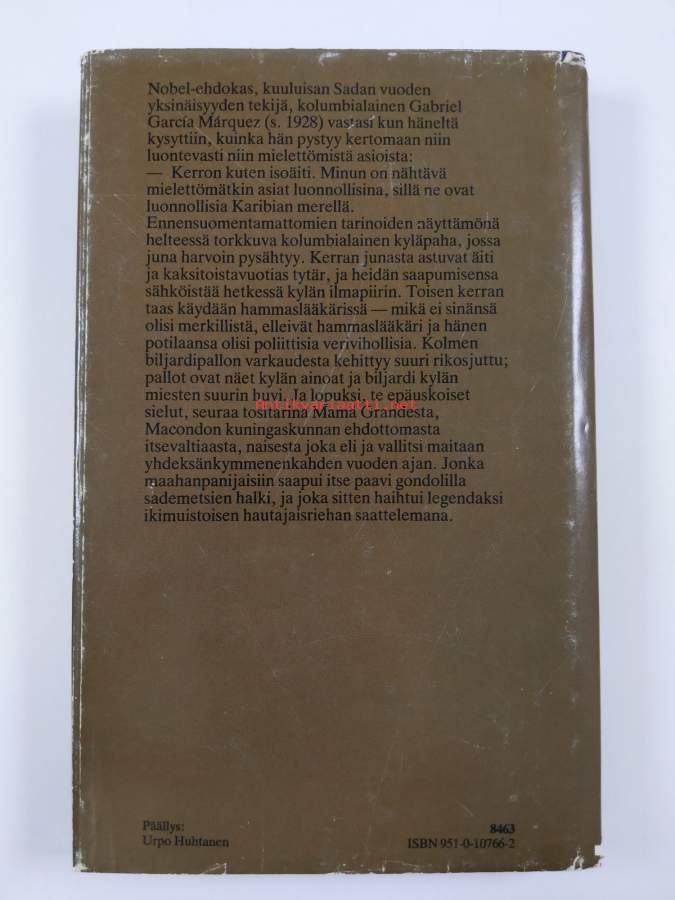 Nobel-ehdokas, kuuluisan Sadan vuoden
yksinäisyyden tekijä, kolumbialainen Gabriel
García Márquez (s. 1928) vastasi kun häneltä
kysyttiin, kuinka hän pystyy kertomaan niin
luontevasti niin mielettömistä asioista:
— Kerron kuten isoäiti. Minun on nähtävä
mielettömätkin asiat luonnollisina, sillä ne ovat
luonnollisia Karibian merellä.
Ennensuomentamattomien tarinoiden näyttämönä
helteessä torkkuva kolumbialainen kyläpaha, jossa
juna harvoin pysähtyy. Kerran junasta astuvat äiti
ja kaksitoistavuotias tytär, ja heidän saapumisensa
sähköistää hetkessä kylän ilmapiirin. Toisen kerran
taas käydään hammaslääkärissä — mikä ei sinänsä
olisi merkillistä, elleivät hammaslääkäri ja hänen
potilaansa olisi poliittisia verivihollisia. Kolmen
biljardipallon varkaudesta kehittyy suuri rikosjuttu;
pallot ovat näet kylän ainoat ja biljardi kylän
miesten suurin huvi. Ja lopuksi, te epäuskoiset
antikvariaatti.net
sielut, seuraa tositarina Mamá Grandesta,
Macondon kuningaskunnan ehdottomasta
itsevaltiaasta, naisesta joka eli ja vallitsi maitaan
yhdeksänkymmenenkahden vuoden ajan. Jonka
maahanpanijaisiin saapui itse paavi gondolilla
sademetsien halki, ja joka sitten haihtui legendaksi
ikimuistoisen hautajaisriehan saattelemana.
Päällys:
Urpo Huhtanen
8463
ISBN 951-0-10766-2